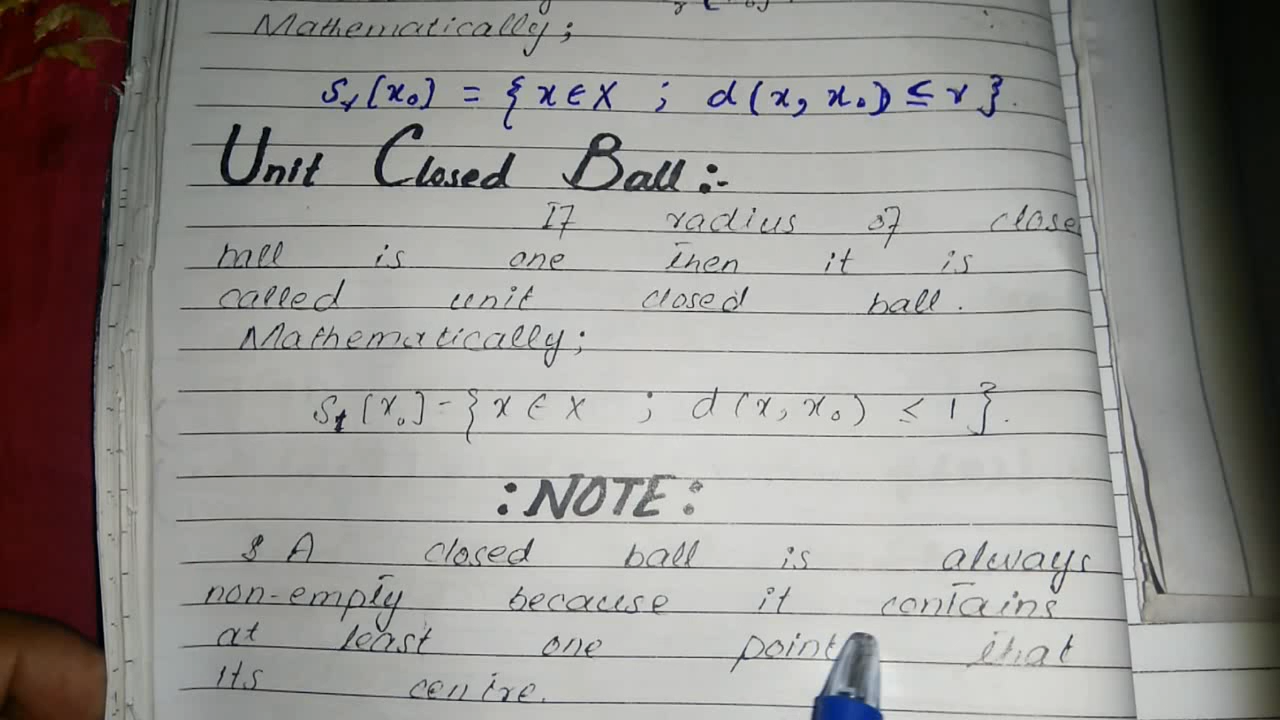 Mathematically;
Sr[x₀] = {x∈X ; d(x, x₀) ≤ r}.
Unit Closed Ball :-
If radius of close
ball is one then it is
called unit closed ball.
Mathematically;
S₁[x₀] = {x∈X ; d(x, x₀) ≤ 1}.
: NOTE :
A closed ball is always
non-empty because it contains
at least one point that
its centre.